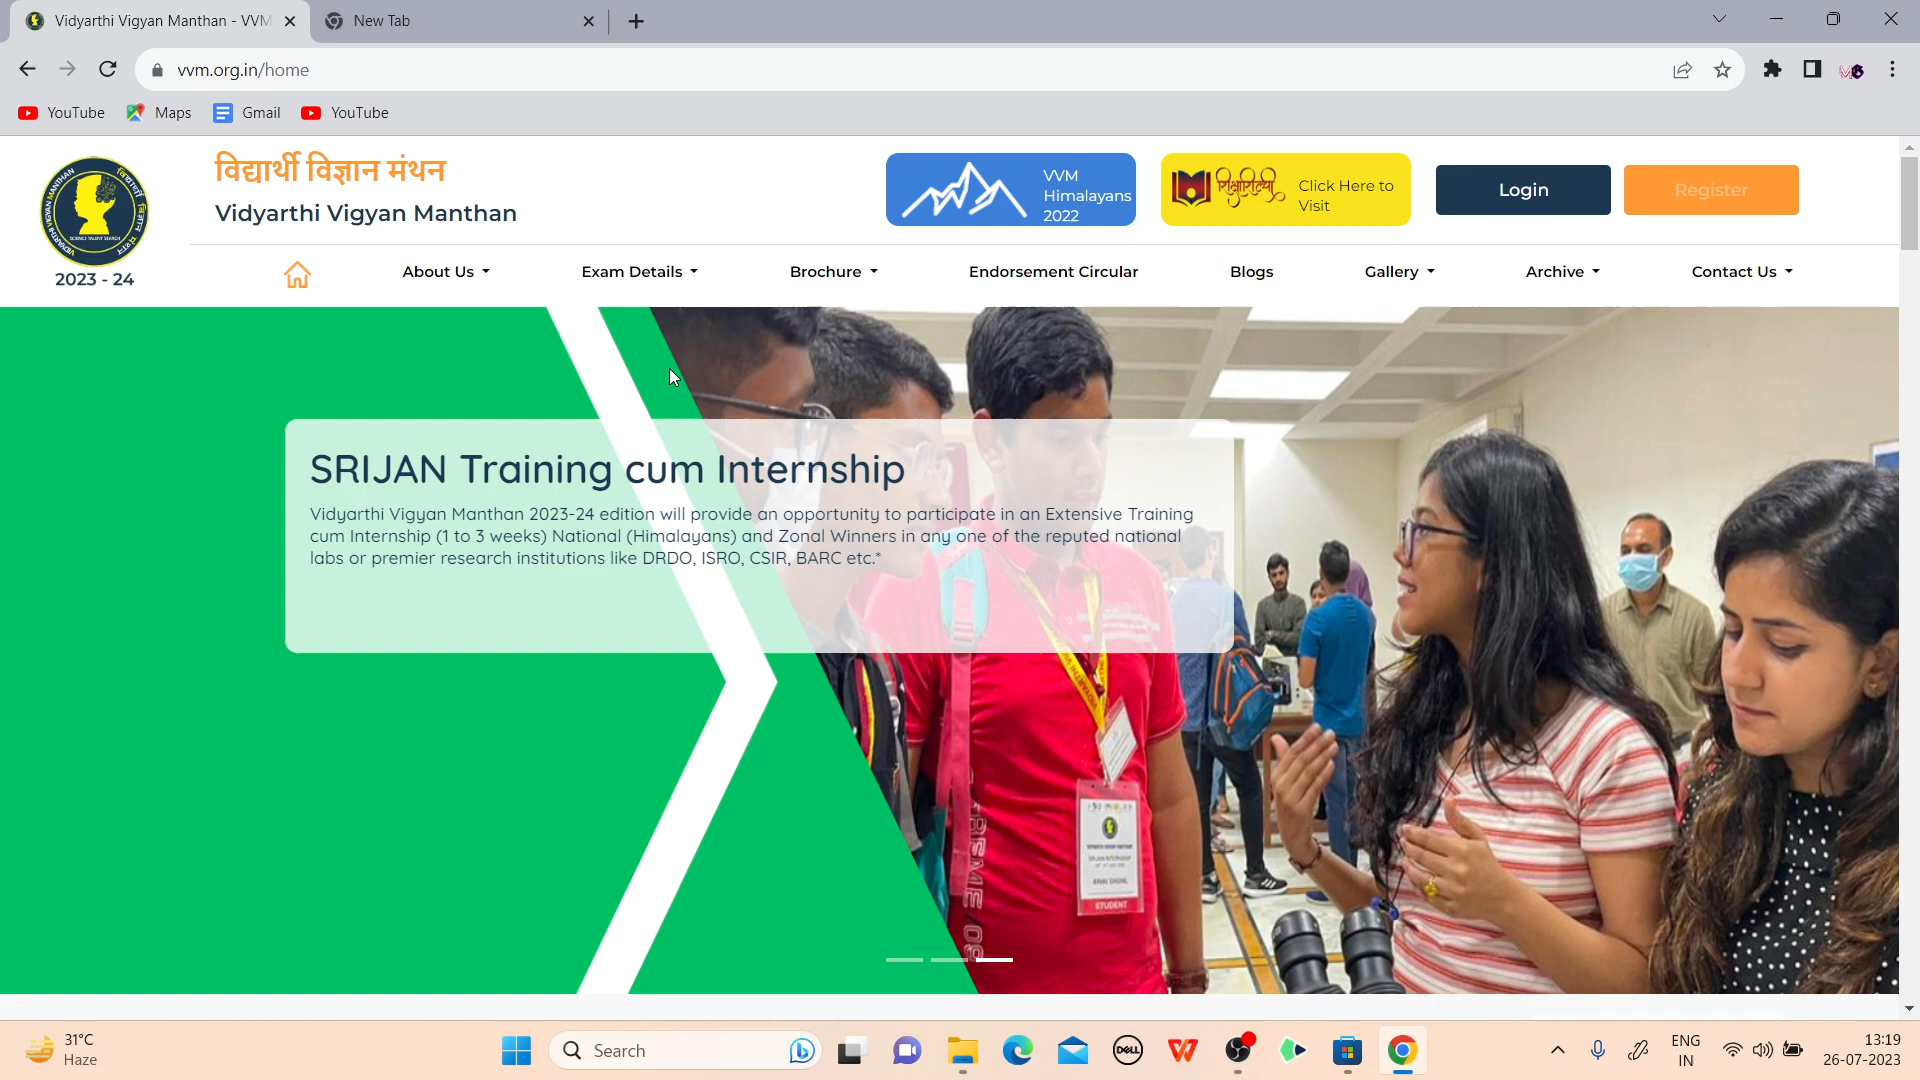 Vidyarthi Vigyan Manthan - VVM
New Tab
vvm.org.in/home
YouTube
Maps
Gmail
YouTube
विद्यार्थी विज्ञान मंथन
Vidyarthi Vigyan Manthan
VVM
Himalayans
2022
Click Here to
Visit
Login
Register
2023 - 24
About Us
Exam Details
Brochure
Endorsement Circular
Blogs
Gallery
Archive
Contact Us
SRIJAN Training cum Internship
Vidyarthi Vigyan Manthan 2023-24 edition will provide an opportunity to participate in an Extensive Training
cum Internship (1 to 3 weeks) National (Himalayans) and Zonal Winners in any one of the reputed national
labs or premier research institutions like DRDO, ISRO, CSIR, BARC etc.*
STUDENT
31°C
Haze
Search
DELL
ENG
IN
13:19
26-07-2023